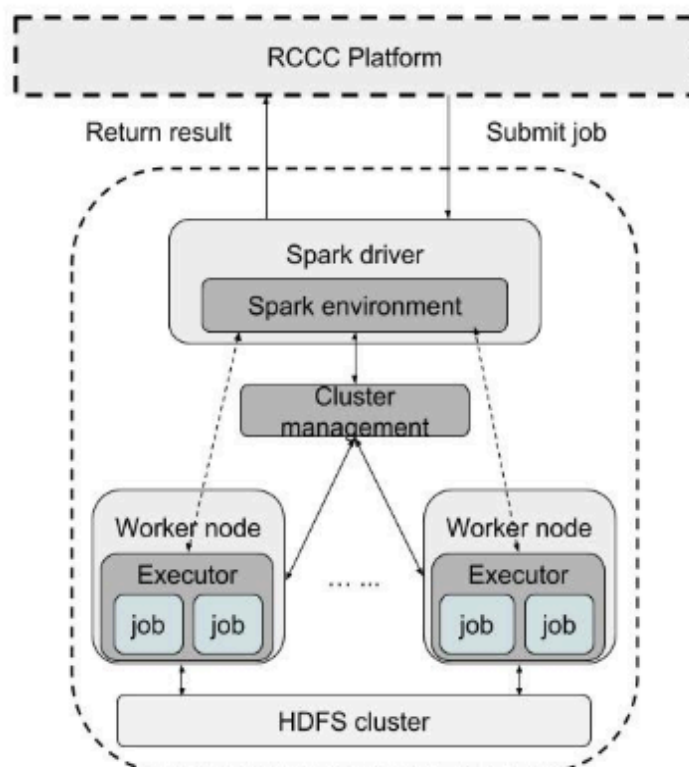 RCCC Platform
Return result
Submit job
Spark driver
Spark environment
Cluster
management
Worker node
Worker node
Executor
Executor
job
job
job
job
... ...
HDFS cluster